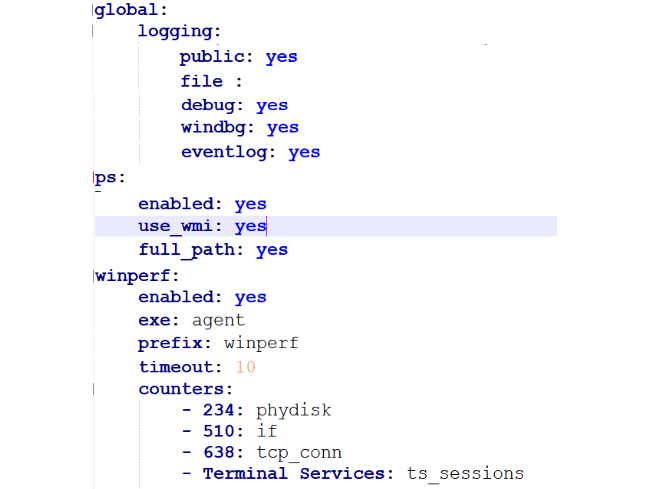 global:
    logging:
        public: yes
        file :
        debug: yes
        windbg: yes
        eventlog: yes
ps:
    enabled: yes
    use_wmi: yes
    full_path: yes
winperf:
    enabled: yes
    exe: agent
    prefix: winperf
    timeout: 10
    counters:
        - 234: phydisk
        - 510: if
        - 638: tcp_conn
        - Terminal Services: ts_sessions